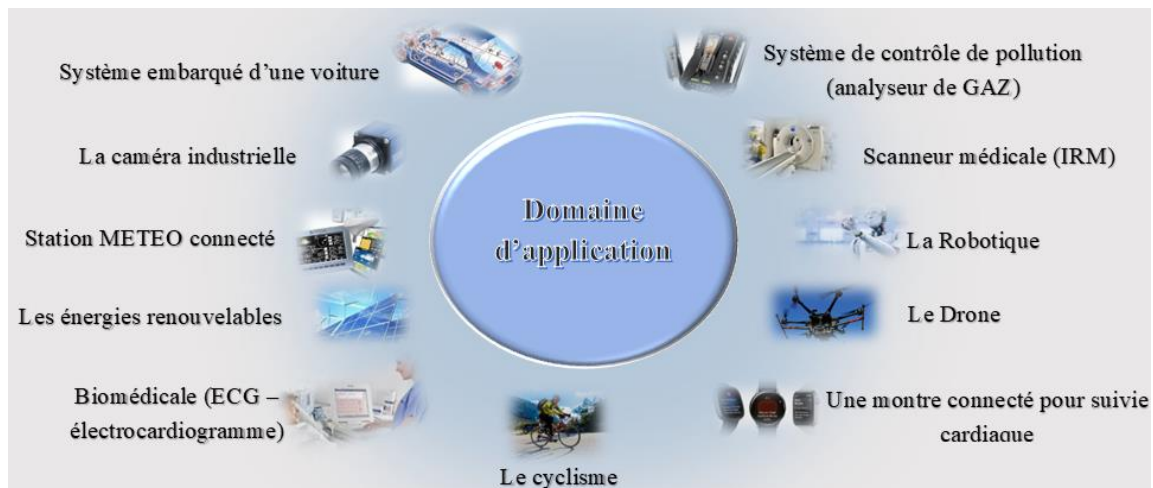 Système embarqué d'une voiture
Système de contrôle de pollution
(analyseur de GAZ)
La caméra industrielle
Scanneur médicale (IRM)
Domaine
d'application
Station METEO connecté
La Robotique
Les énergies renouvelables
Le Drone
Biomédicale (ECG –
électrocardiogramme)
Une montre connecté pour suivie
cardiaque
Le cyclisme